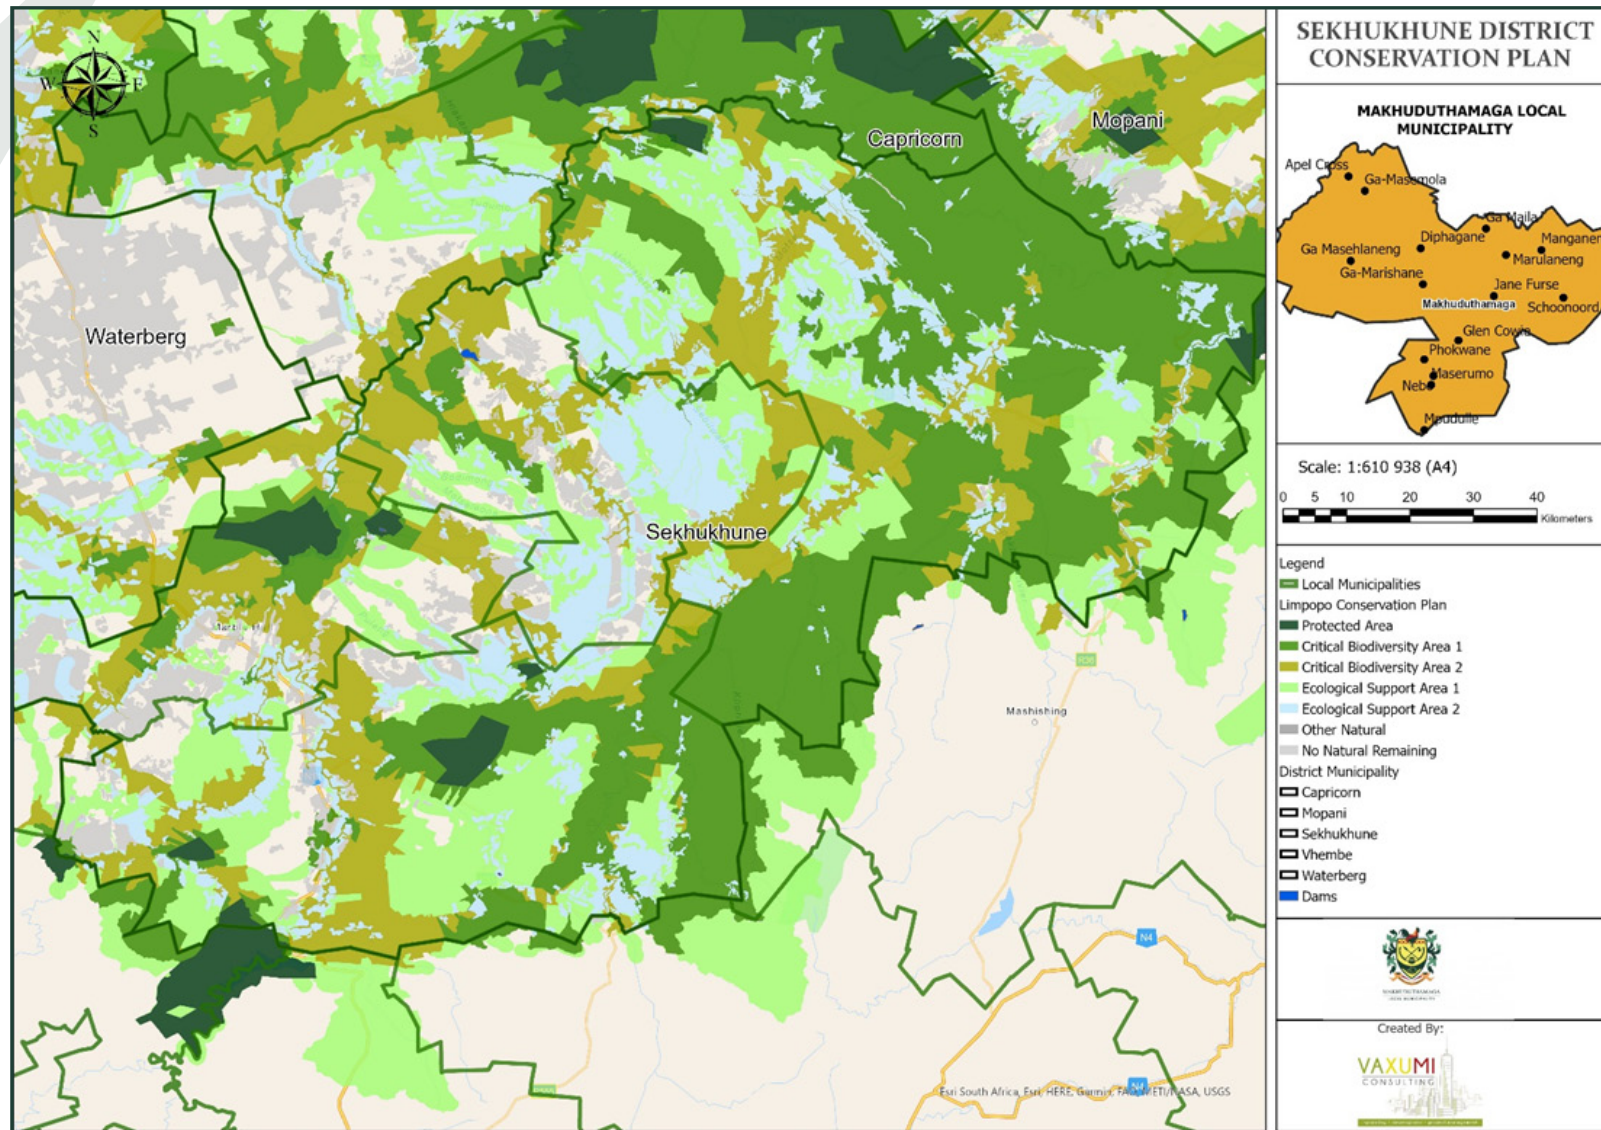 SEKHUKHUNE DISTRICT
CONSERVATION PLAN
MAKHUDUTHAMAGA LOCAL
MUNICIPALITY
Apel Cross
Ga-Masemola
Ga Maila
Diphagane
Manganeng
Ga Masehlaneng
Marulaneng
Ga-Marishane
Jane Furse
Makhuduthamaga
Schoonoord
Glen Cowie
Phokwane
Maserumo
Nebo
Mpudulle
Scale: 1:610 938 (A4)
0 5 10 20 30 40
Kilometers
Legend
Local Municipalities
Limpopo Conservation Plan
Protected Area
Critical Biodiversity Area 1
Critical Biodiversity Area 2
Ecological Support Area 1
Ecological Support Area 2
Other Natural
No Natural Remaining
District Municipality
Capricorn
Mopani
Sekhukhune
Vhembe
Waterberg
Dams
MAKHUDUTHAMAGA
LOCAL MUNICIPALITY
Created By:
VAXUMI
CONSULTING
N
W E
S
Mopani
Capricorn
Waterberg
Sekhukhune
Mashishing
N4
N4
Esri South Africa, Esri, HERE, Garmin, FAO, METI/NASA, USGS